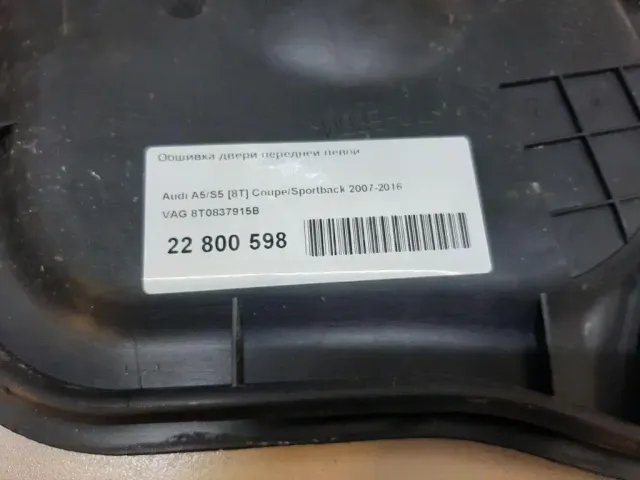 Обшивка двери передней левой
Audi A5/S5 [8T] Coupe/Sportback 2007-2016
VAG 8T0837915B
22 800 598